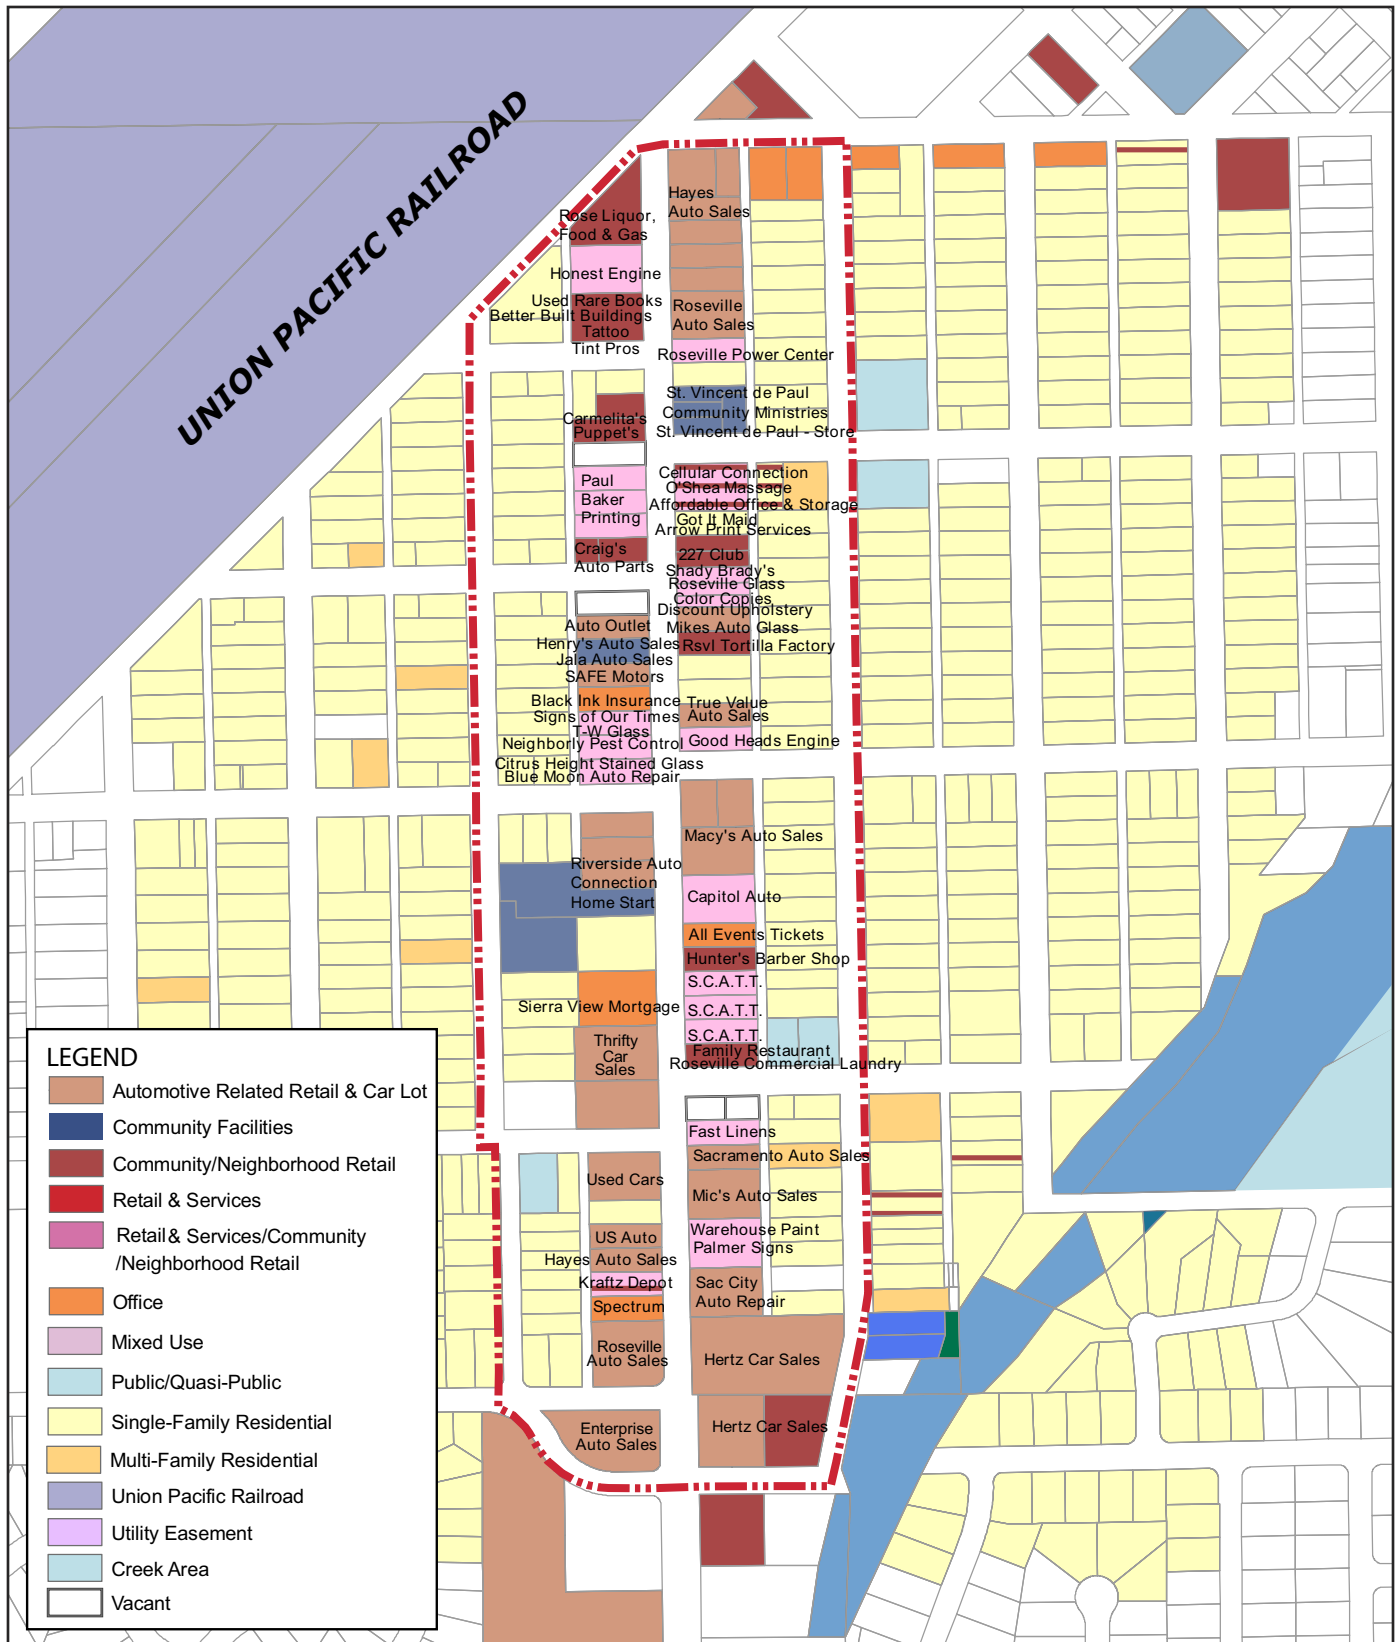 UNION PACIFIC RAILROAD
Rose Liquor,
Food & Gas
Honest Engine
Used Rare Books
Better Built Buildings
Tattoo
Tint Pros
Hayes
Auto Sales
Roseville
Auto Sales
Roseville Power Center
St. Vincent de Paul
Community Ministries
St. Vincent de Paul - Store
Carmelita's
Puppet's
Paul
Baker
Printing
Craig's
Auto Parts
Cellular Connection
O'Shea Massage
Affordable Office & Storage
Got It Maid
Arrow Print Services
227 Club
Shady Brady's
Roseville Glass
Color Copies
Discount Upholstery
Mikes Auto Glass
Rsvl Tortilla Factory
Auto Outlet
Henry's Auto Sales
Jala Auto Sales
SAFE Motors
Black Ink Insurance
Signs of Our Times
T-W Glass
Neighborly Pest Control
Citrus Height Stained Glass
Blue Moon Auto Repair
True Value
Auto Sales
Good Heads Engine
Macy's Auto Sales
Riverside Auto
Connection
Home Start
Capitol Auto
All Events Tickets
Hunter's Barber Shop
S.C.A.T.T.
S.C.A.T.T.
S.C.A.T.T.
Family Restaurant
Roseville Commercial Laundry
Sierra View Mortgage
Thrifty
Car
Sales
Fast Linens
Sacramento Auto Sales
Mic's Auto Sales
Warehouse Paint
Palmer Signs
Sac City
Auto Repair
Used Cars
US Auto
Hayes Auto Sales
Kraftz Depot
Spectrum
Roseville
Auto Sales
Hertz Car Sales
Hertz Car Sales
Enterprise
Auto Sales
LEGEND
Automotive Related Retail & Car Lot
Community Facilities
Community/Neighborhood Retail
Retail & Services
Retail & Services/Community
/Neighborhood Retail
Office
Mixed Use
Public/Quasi-Public
Single-Family Residential
Multi-Family Residential
Union Pacific Railroad
Utility Easement
Creek Area
Vacant